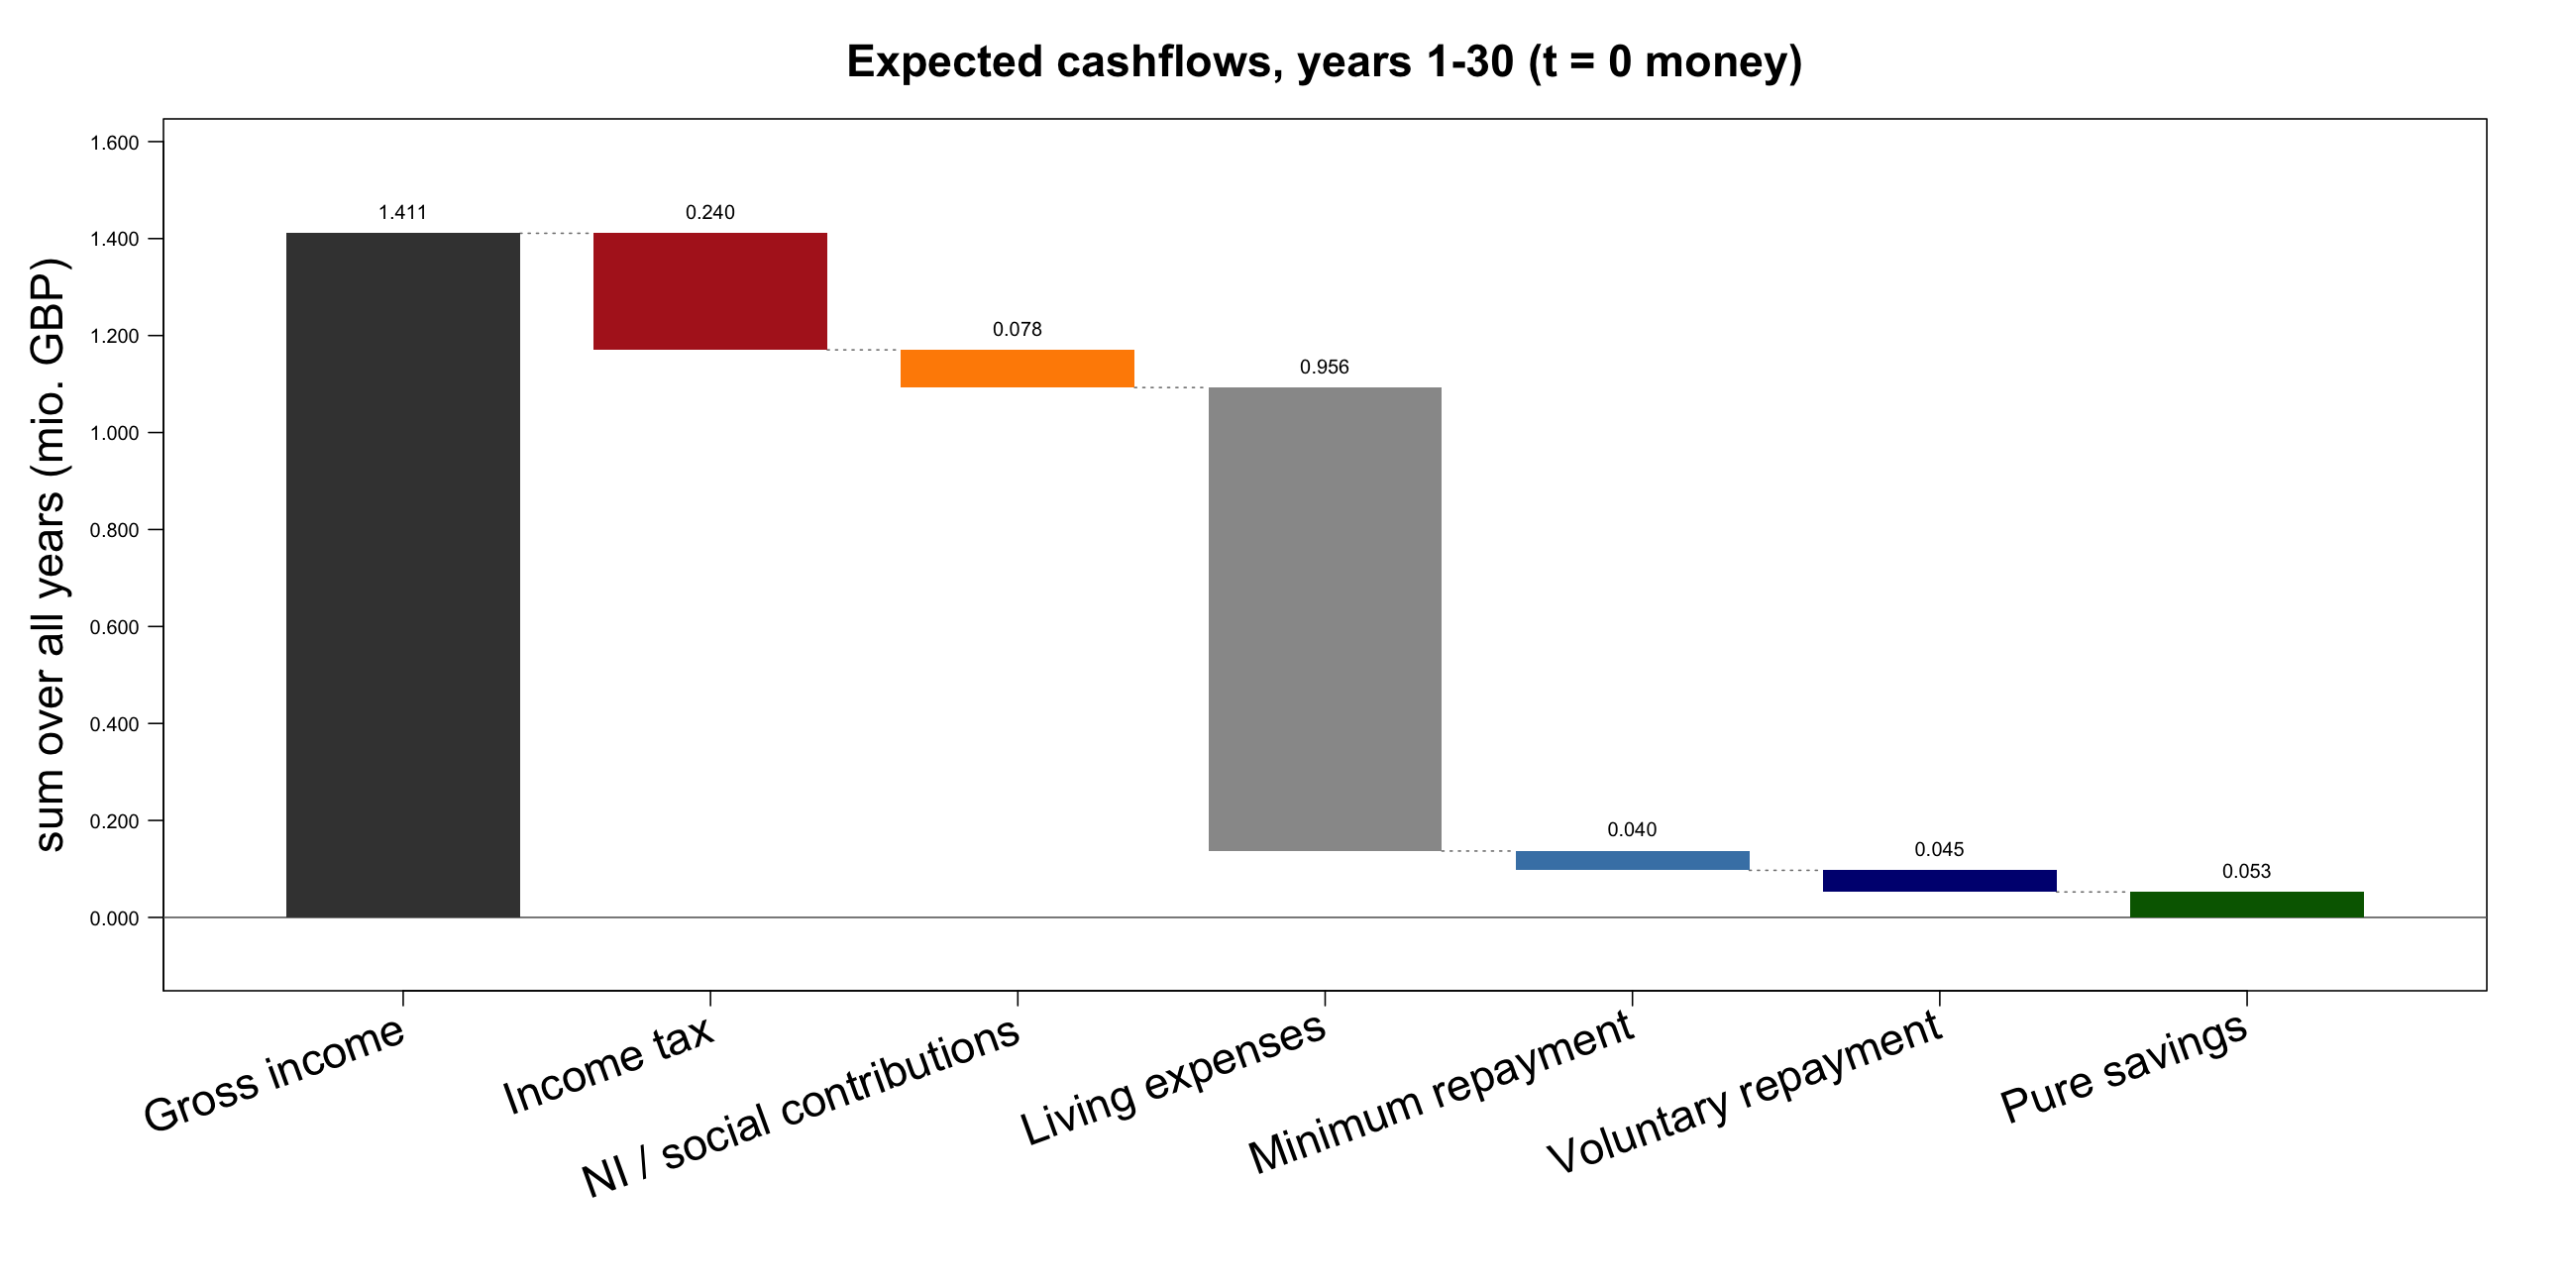 Expected cashflows, years 1-30 (t = 0 money)
sum over all years (mio. GBP)
1.600
1.400
1.200
1.000
0.800
0.600
0.400
0.200
0.000
1.411
0.240
0.078
0.956
0.040
0.045
0.053
Gross income
Income tax
NI / social contributions
Living expenses
Minimum repayment
Voluntary repayment
Pure savings